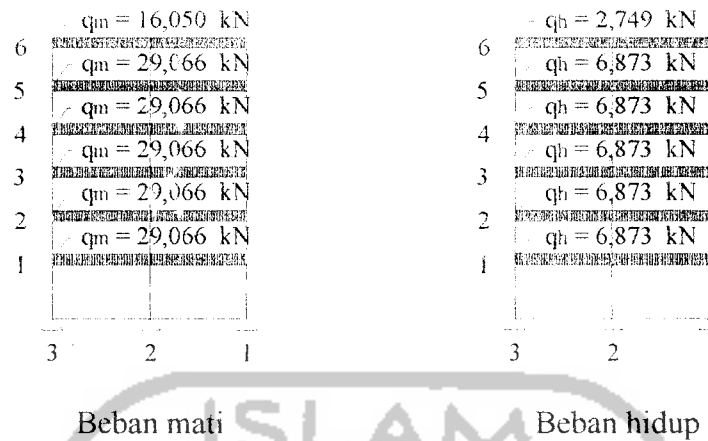 qm = 16,050 kN
6
qm = 29,066 kN
5
qm = 29,066 kN
4
qm = 29,066 kN
3
qm = 29,066 kN
2
qm = 29,066 kN
1
3 2 1
Beban mati
qh = 2,749 kN
6
qh = 6,873 kN
5
qh = 6,873 kN
4
qh = 6,873 kN
3
qh = 6,873 kN
2
qh = 6,873 kN
1
3 2
Beban hidup
ISLAM